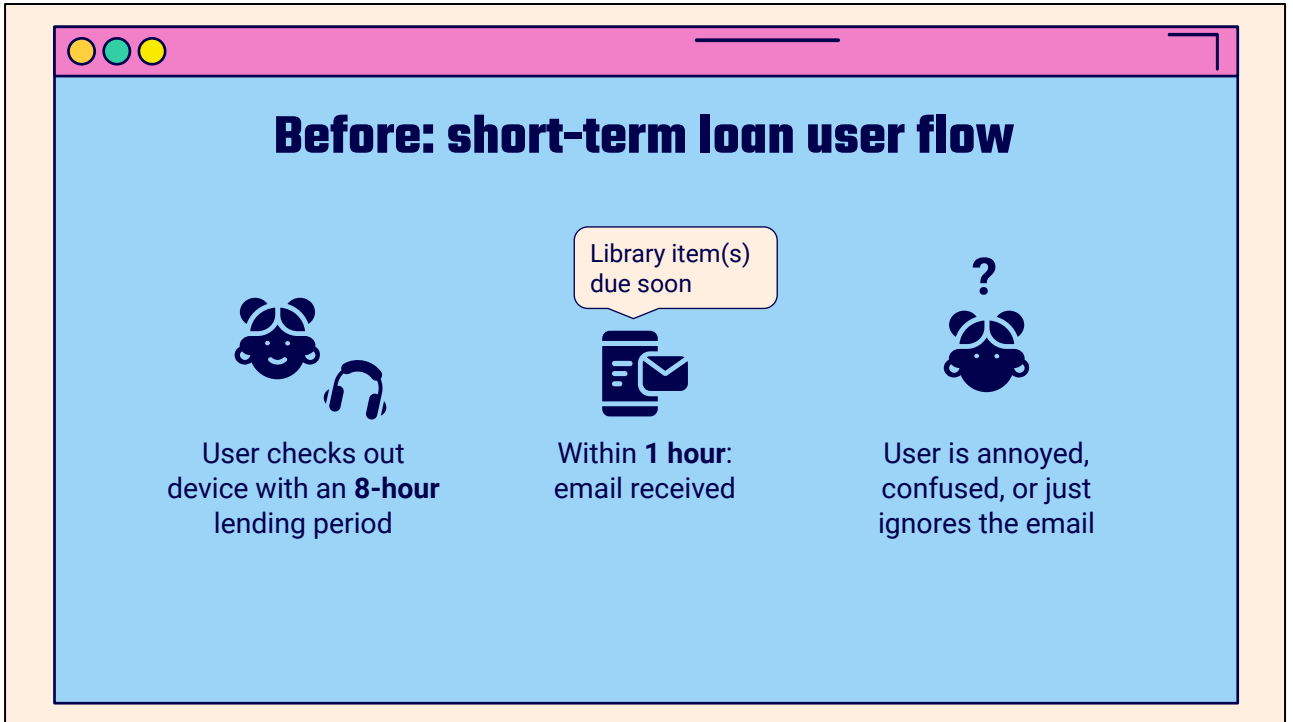 Before: short-term loan user flow
Library item(s)
due soon
?
User checks out
device with an 8-hour
lending period
Within 1 hour:
email received
User is annoyed,
confused, or just
ignores the email